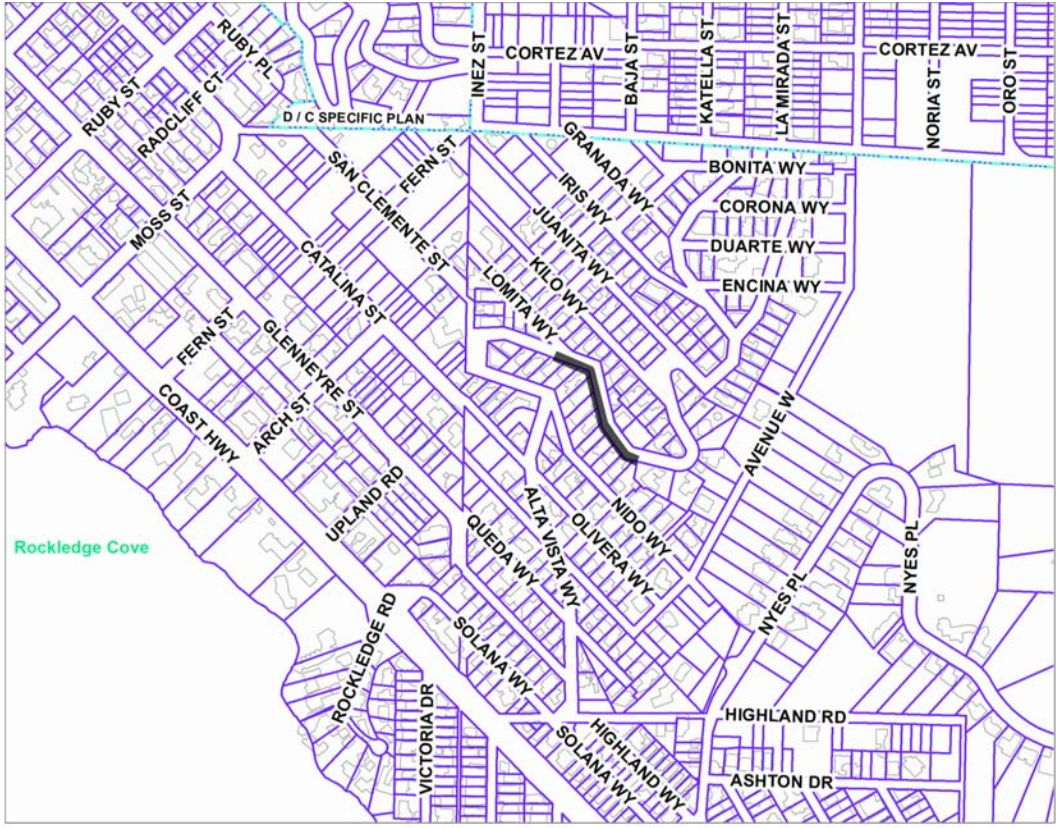 RUBY PL
CORTEZ AV
INEZ ST
BAJA ST
KATELLA ST
LA MIRADA ST
CORTEZ AV
NORIA ST
ORO ST
RUBY ST
RADCLIFF CT
D / C SPECIFIC PLAN
MOSS ST
SAN CLEMENTE ST
FERN ST
GRANADA WY
IRIS WY
JUANITA WY
KILO WY
LOMITA WY
BONITA WY
CORONA WY
DUARTE WY
ENCINA WY
CATALINA ST
FERN ST
GLENNEYRE ST
COAST HWY
ARCH ST
UPLAND RD
AVENUE W
Rockledge Cove
QUEDA WY
ALTA VISTA WY
OLIVERA WY
NIDO WY
NYES PL
NYES PL
ROCKLEDGE RD
SOLANA WY
VICTORIA DR
SOLANA WY
HIGHLAND WY
HIGHLAND RD
ASHTON DR